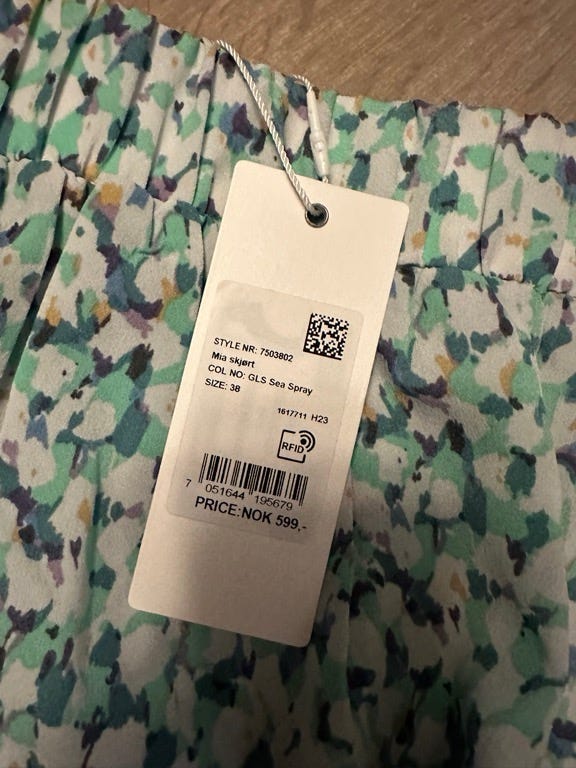 STYLE NR: 7503802
Mia skjørt
COL NO: GLS Sea Spray
SIZE: 38
1617711 H23
RFID
7 051644 195679
PRICE:NOK 599,-